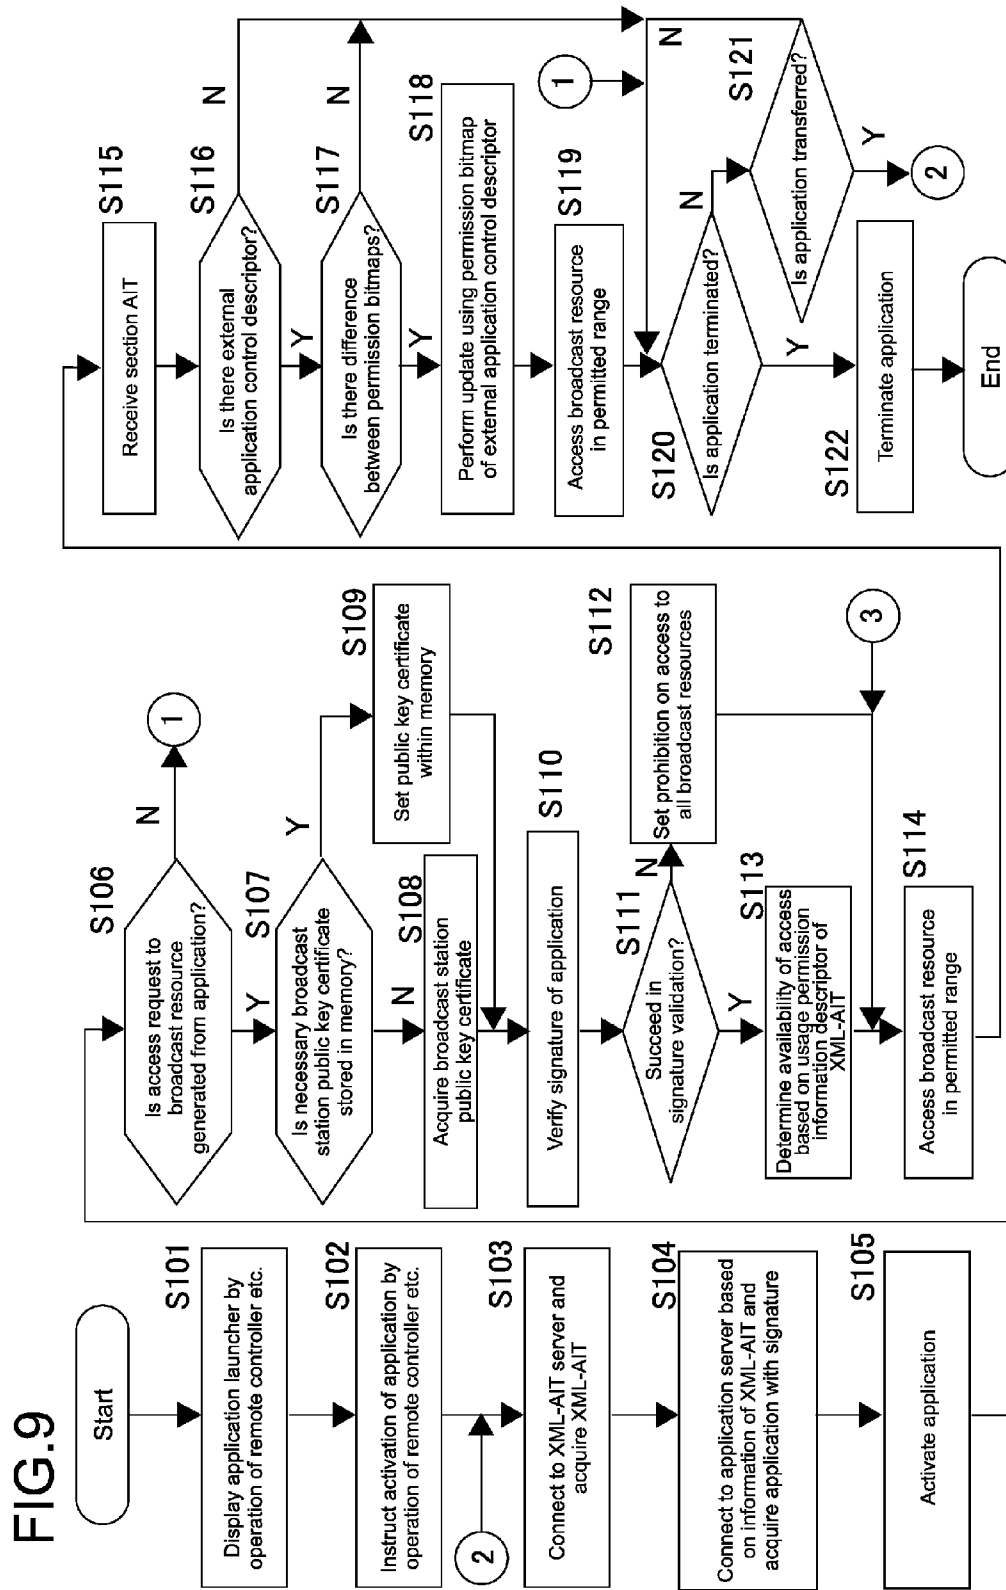 FIG.9
Start
S101
Display application launcher by
operation of remote controller etc.
S102
Instruct activation of application by
operation of remote controller etc.
2
S103
Connect to XML-AIT server and
acquire XML-AIT
S104
Connect to application server based
on information of XML-AIT and
acquire application with signature
S105
Activate application
S106
Is access request to
broadcast resource
generated from application?
N
1
Y
S107
Is necessary broadcast
station public key certificate
stored in memory?
Y
N
S109
Set public key certificate
within memory
S108
Acquire broadcast station
public key certificate
S110
Verify signature of application
S111
Succeed in
signature validation?
N
Y
S112
Set prohibition on access to
all broadcast resources
S113
Determine availability of access
based on usage permission
information descriptor of
XML-AIT
3
S114
Access broadcast resource
in permitted range
S115
Receive section AIT
S116
Is there external
application control descriptor?
N
Y
S117
Is there difference
between permission bitmaps?
N
Y
S118
Perform update using permission bitmap
of external application control descriptor
S119
Access broadcast resource
in permitted range
1
S120
Is application terminated?
N
Y
S121
Is application transferred?
N
Y
2
S122
Terminate application
End